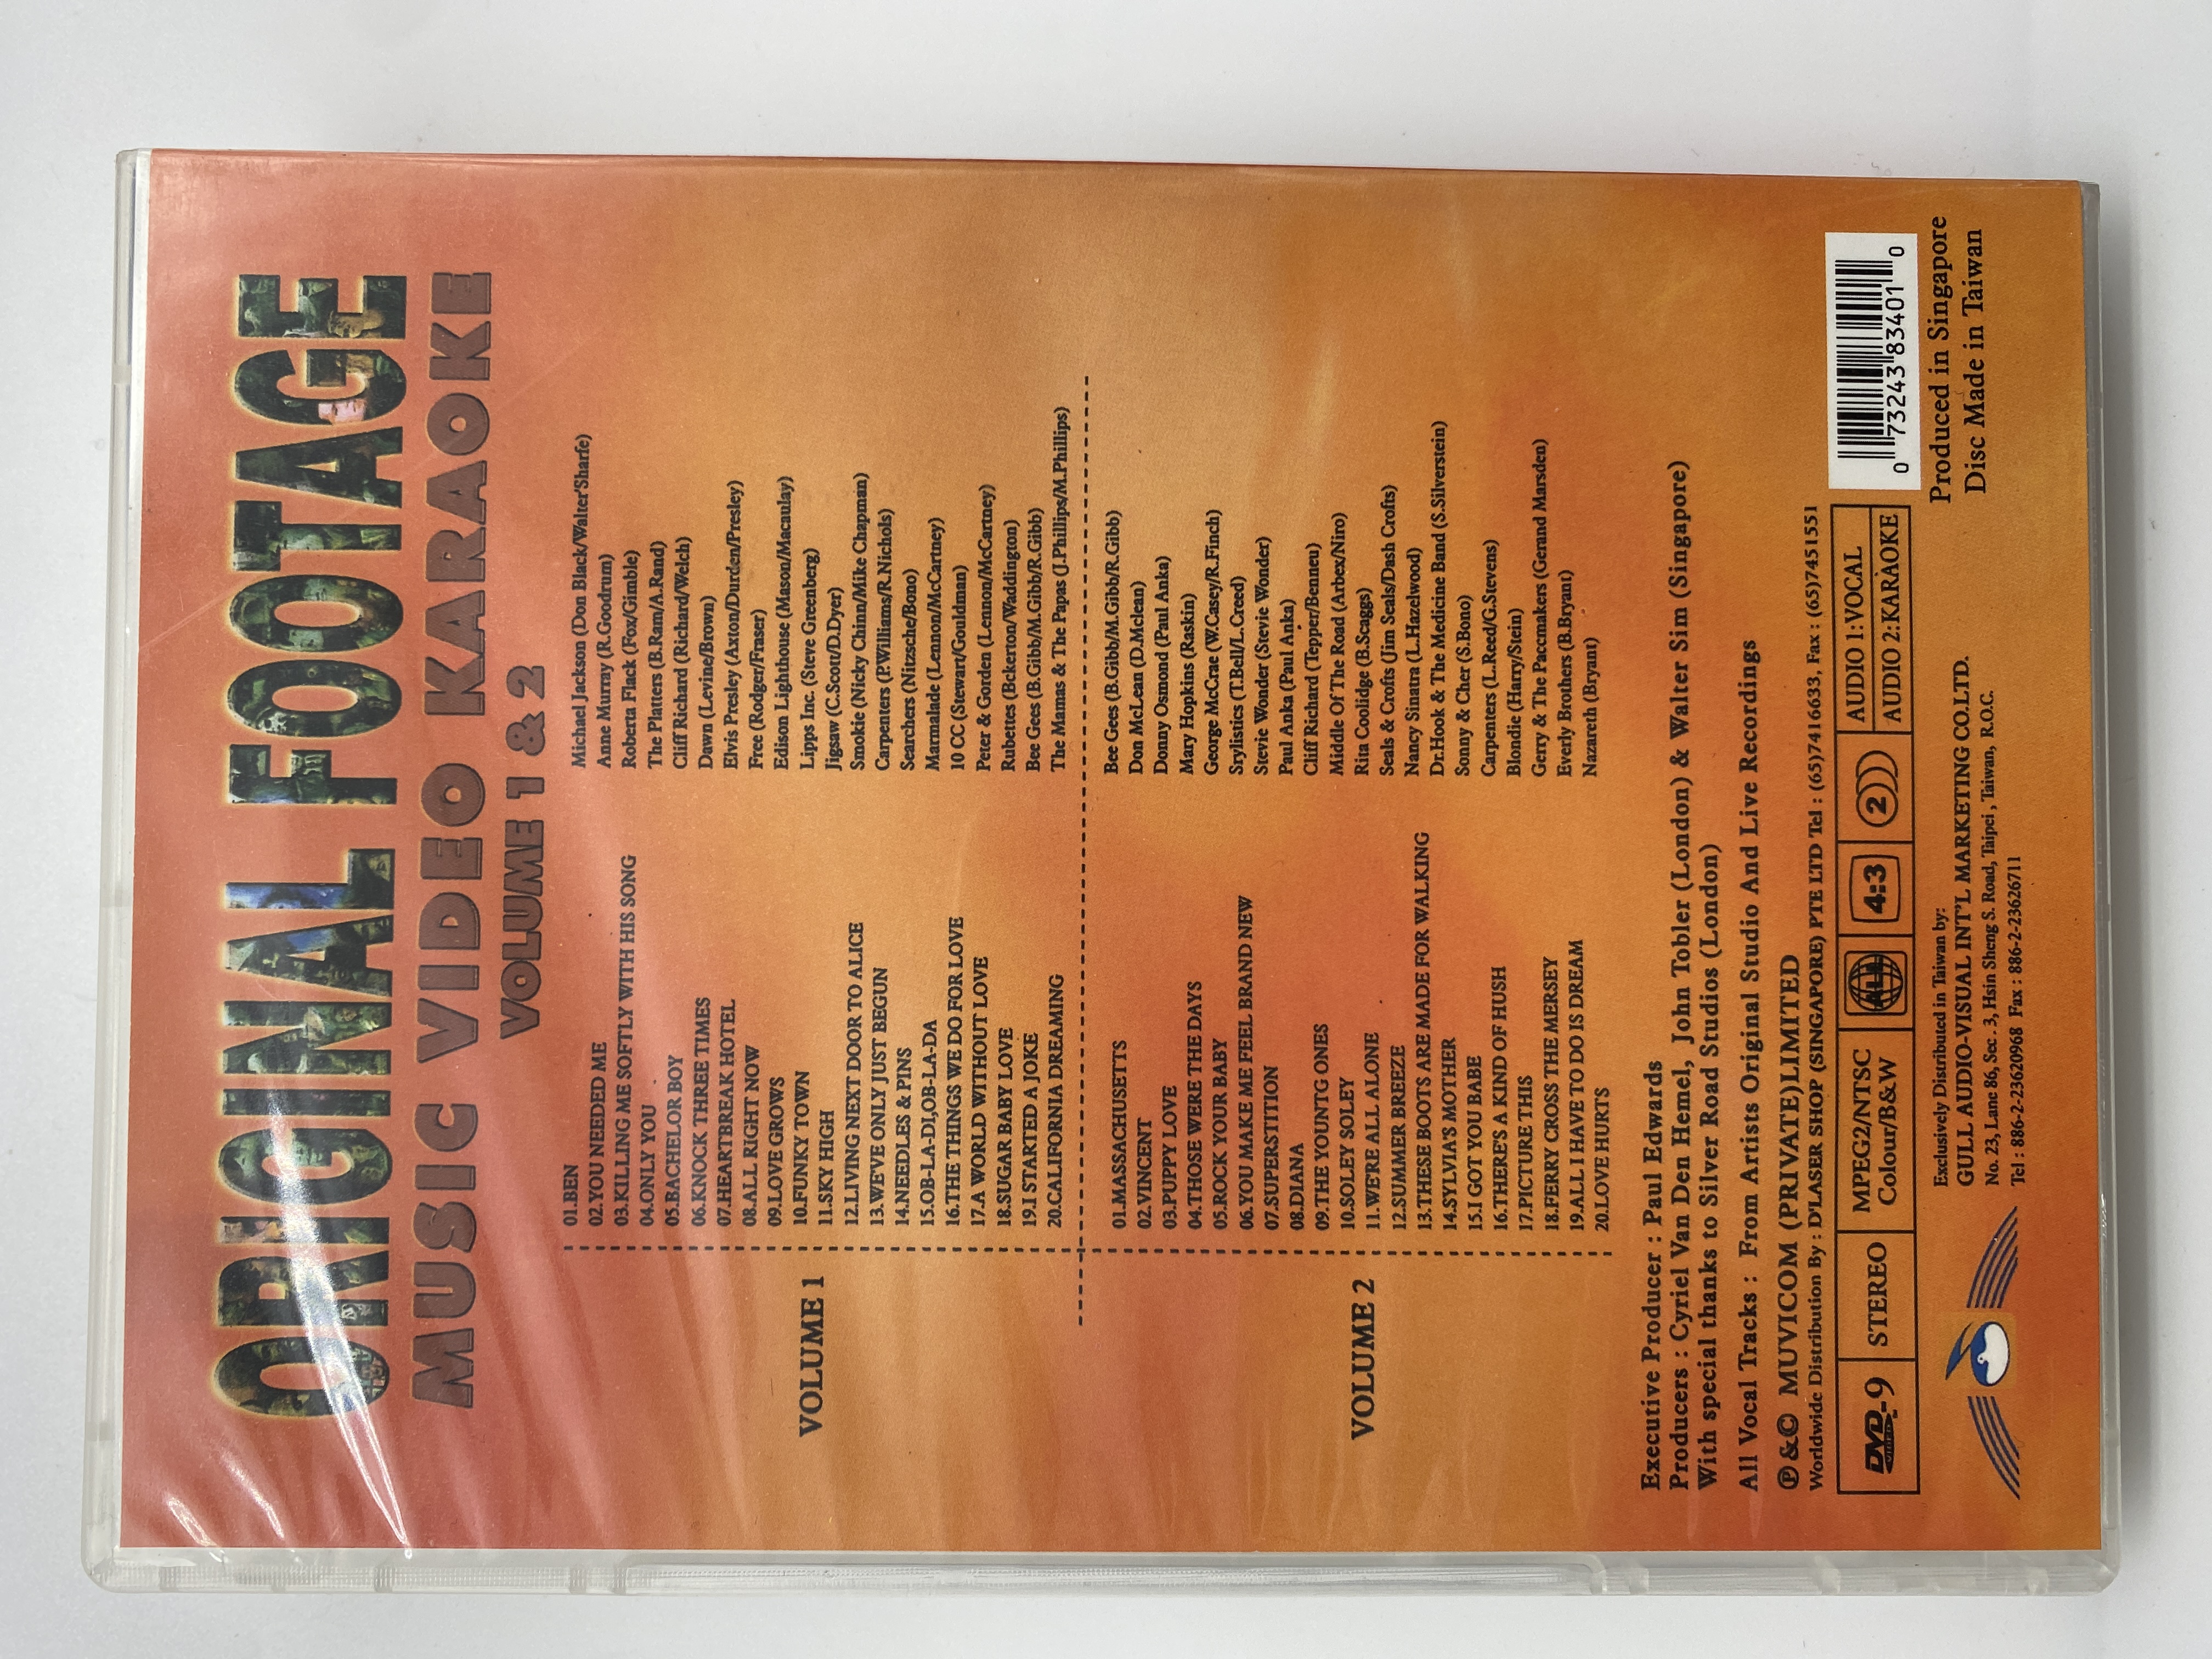 ORIGINAL FOOTAGE
MUSIC VIDEO KARAOKE
VOLUME 1 & 2
VOLUME 1
01.BEN Michael Jackson (Don Black/Walter'Sharfe)
02.YOU NEEDED ME Anne Murray (R.Goodrum)
03.KILLING ME SOFTLY WITH HIS SONG Roberta Flack (Fox/Gimble)
04.ONLY YOU The Platters (B.Ram/A.Rand)
05.BACHELOR BOY Cliff Richard (Richard/Welch)
06.KNOCK THREE TIMES Dawn (Levine/Brown)
07.HEARTBREAK HOTEL Elvis Presley (Axton/Durden/Presley)
08.ALL RIGHT NOW Free (Rodger/Fraser)
09.LOVE GROWS Edison Lighthouse (Mason/Macaulay)
10.FUNKY TOWN Lipps Inc. (Steve Greenberg)
11.SKY HIGH Jigsaw (C.Scott/D.Dyer)
12.LIVING NEXT DOOR TO ALICE Smokie (Nicky Chinn/Mike Chapman)
13.WE'VE ONLY JUST BEGUN Carpenters (P.Williams/R.Nichols)
14.NEEDLES & PINS Searchers (Nitzsche/Bono)
15.OB-LA-DI,OB-LA-DA Marmalade (Lennon/McCartney)
16.THE THINGS WE DO FOR LOVE 10 CC (Stewart/Gouldman)
17.A WORLD WITHOUT LOVE Peter & Gorden (Lennon/McCartney)
18.SUGAR BABY LOVE Rubettes (Bckerton/Waddington)
19.I STARTED A JOKE Bee Gees (B.Gibb/M.Gibb/R.Gibb)
20.CALIFORNIA DREAMING The Mamas & The Papas (J.Phillips/M.Phillips)
VOLUME 2
01.MASSACHUSETTS Bee Gees (B.Gibb/M.Gibb/R.Gibb)
02.VINCENT Don McLean (D.Mclean)
03.PUPPY LOVE Donny Osmond (Paul Anka)
04.THOSE WERE THE DAYS Mary Hopkins (Raskin)
05.ROCK YOUR BABY George McCrae (W.Casey/R.Finch)
06.YOU MAKE ME FEEL BRAND NEW Srylistics (T.Bell/L.Creed)
07.SUPERSTITION Stevie Wonder (Stevie Wonder)
08.DIANA Paul Anka (Paul Anka)
09.THE YOUNTG ONES Cliff Richard (Tepper/Benneu)
10.SOLEY SOLEY Middle Of The Road (Arbex/Niro)
11.WE'RE ALL ALONE Rita Coolidge (B.Scaggs)
12.SUMMER BREEZE Seals & Crofts (Jim Seals/Dash Crofts)
13.THESE BOOTS ARE MADE FOR WALKING Nancy Sinatra (L.Hazelwood)
14.SYLVIA'S MOTHER Dr.Hook & The Medicine Band (S.Silverstein)
15.I GOT YOU BABE Sonny & Cher (S.Bono)
16.THERE'S A KIND OF HUSH Carpenters (L.Reed/G.Stevens)
17.PICTURE THIS Blondie (Harry/Stein)
18.FERRY CROSS THE MERSEY Gerry & The Pacemakers (Gerand Marsden)
19.ALL I HAVE TO DO IS DREAM Everly Brothers (B.Bryant)
20.LOVE HURTS Nazareth (Bryant)
Executive Producer : Paul Edwards
Producers : Cyriel Van Den Hemel, John Tobler (London) & Walter Sim (Singapore)
With special thanks to Silver Road Studios (London)
All Vocal Tracks : From Artists Original Studio And Live Recordings
Ⓟ&© MUVICOM (PRIVATE)LIMITED
Worldwide Distribution By : D'LASER SHOP (SINGAPORE) PTE LTD Tel : (65)7416633, Fax : (65)7451551
DVD-9 STEREO MPEG2/NTSC Colour/B&W ALL 4:3 2 AUDIO 1:VOCAL AUDIO 2:KARAOKE
0 73243 83401 0
Exclusively Distributed in Taiwan by:
GULL AUDIO-VISUAL INT'L MARKETING CO.LTD.
No. 23, Lane 86, Sec . 3, Hsin Sheng S. Road, Taipei , Taiwan, R.O.C.
Tel : 886-2-23620968 Fax : 886-2-23626711
Produced in Singapore
Disc Made in Taiwan